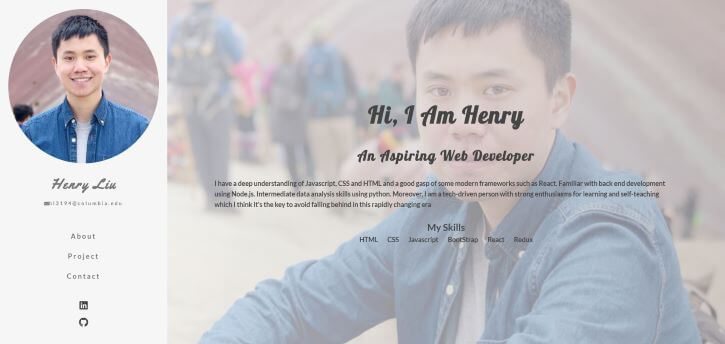 Henry Liu
hl3194@columbia.edu
About
Project
Contact
Hi, I Am Henry
An Aspiring Web Developer
I have a deep understanding of Javascript, CSS and HTML and a good gasp of some modern frameworks such as React. Familiar with back end development
using Node.js. Intermediate data analysis skills using python. Moreover, I am a tech-driven person with strong enthusiasms for learning and self-teaching
which I think it's the key to avoid falling behind in this rapidly changing era
My Skills
HTML CSS Javascript BootStrap React Redux